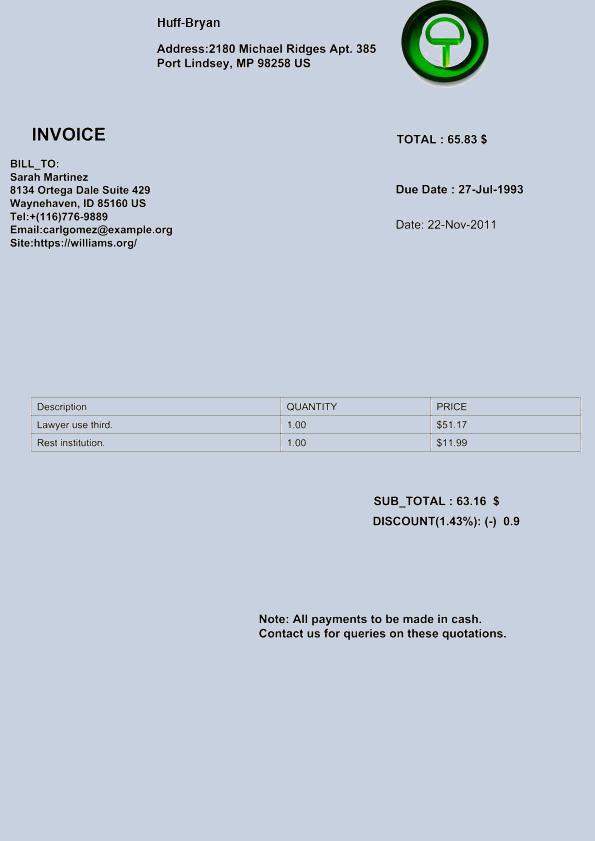 Huff-Bryan
Address:2180 Michael Ridges Apt. 385
Port Lindsey, MP 98258 US
INVOICE
TOTAL : 65.83 $
BILL_TO:
Sarah Martinez
8134 Ortega Dale Suite 429
Waynehaven, ID 85160 US
Tel:+(116)776-9889
Email:carlgomez@example.org
Site:https://williams.org/
Due Date : 27-Jul-1993
Date: 22-Nov-2011
Description QUANTITY PRICE
Lawyer use third. 1.00 $51.17
Rest institution. 1.00 $11.99
SUB_TOTAL : 63.16 $
DISCOUNT(1.43%): (-) 0.9
Note: All payments to be made in cash.
Contact us for queries on these quotations.